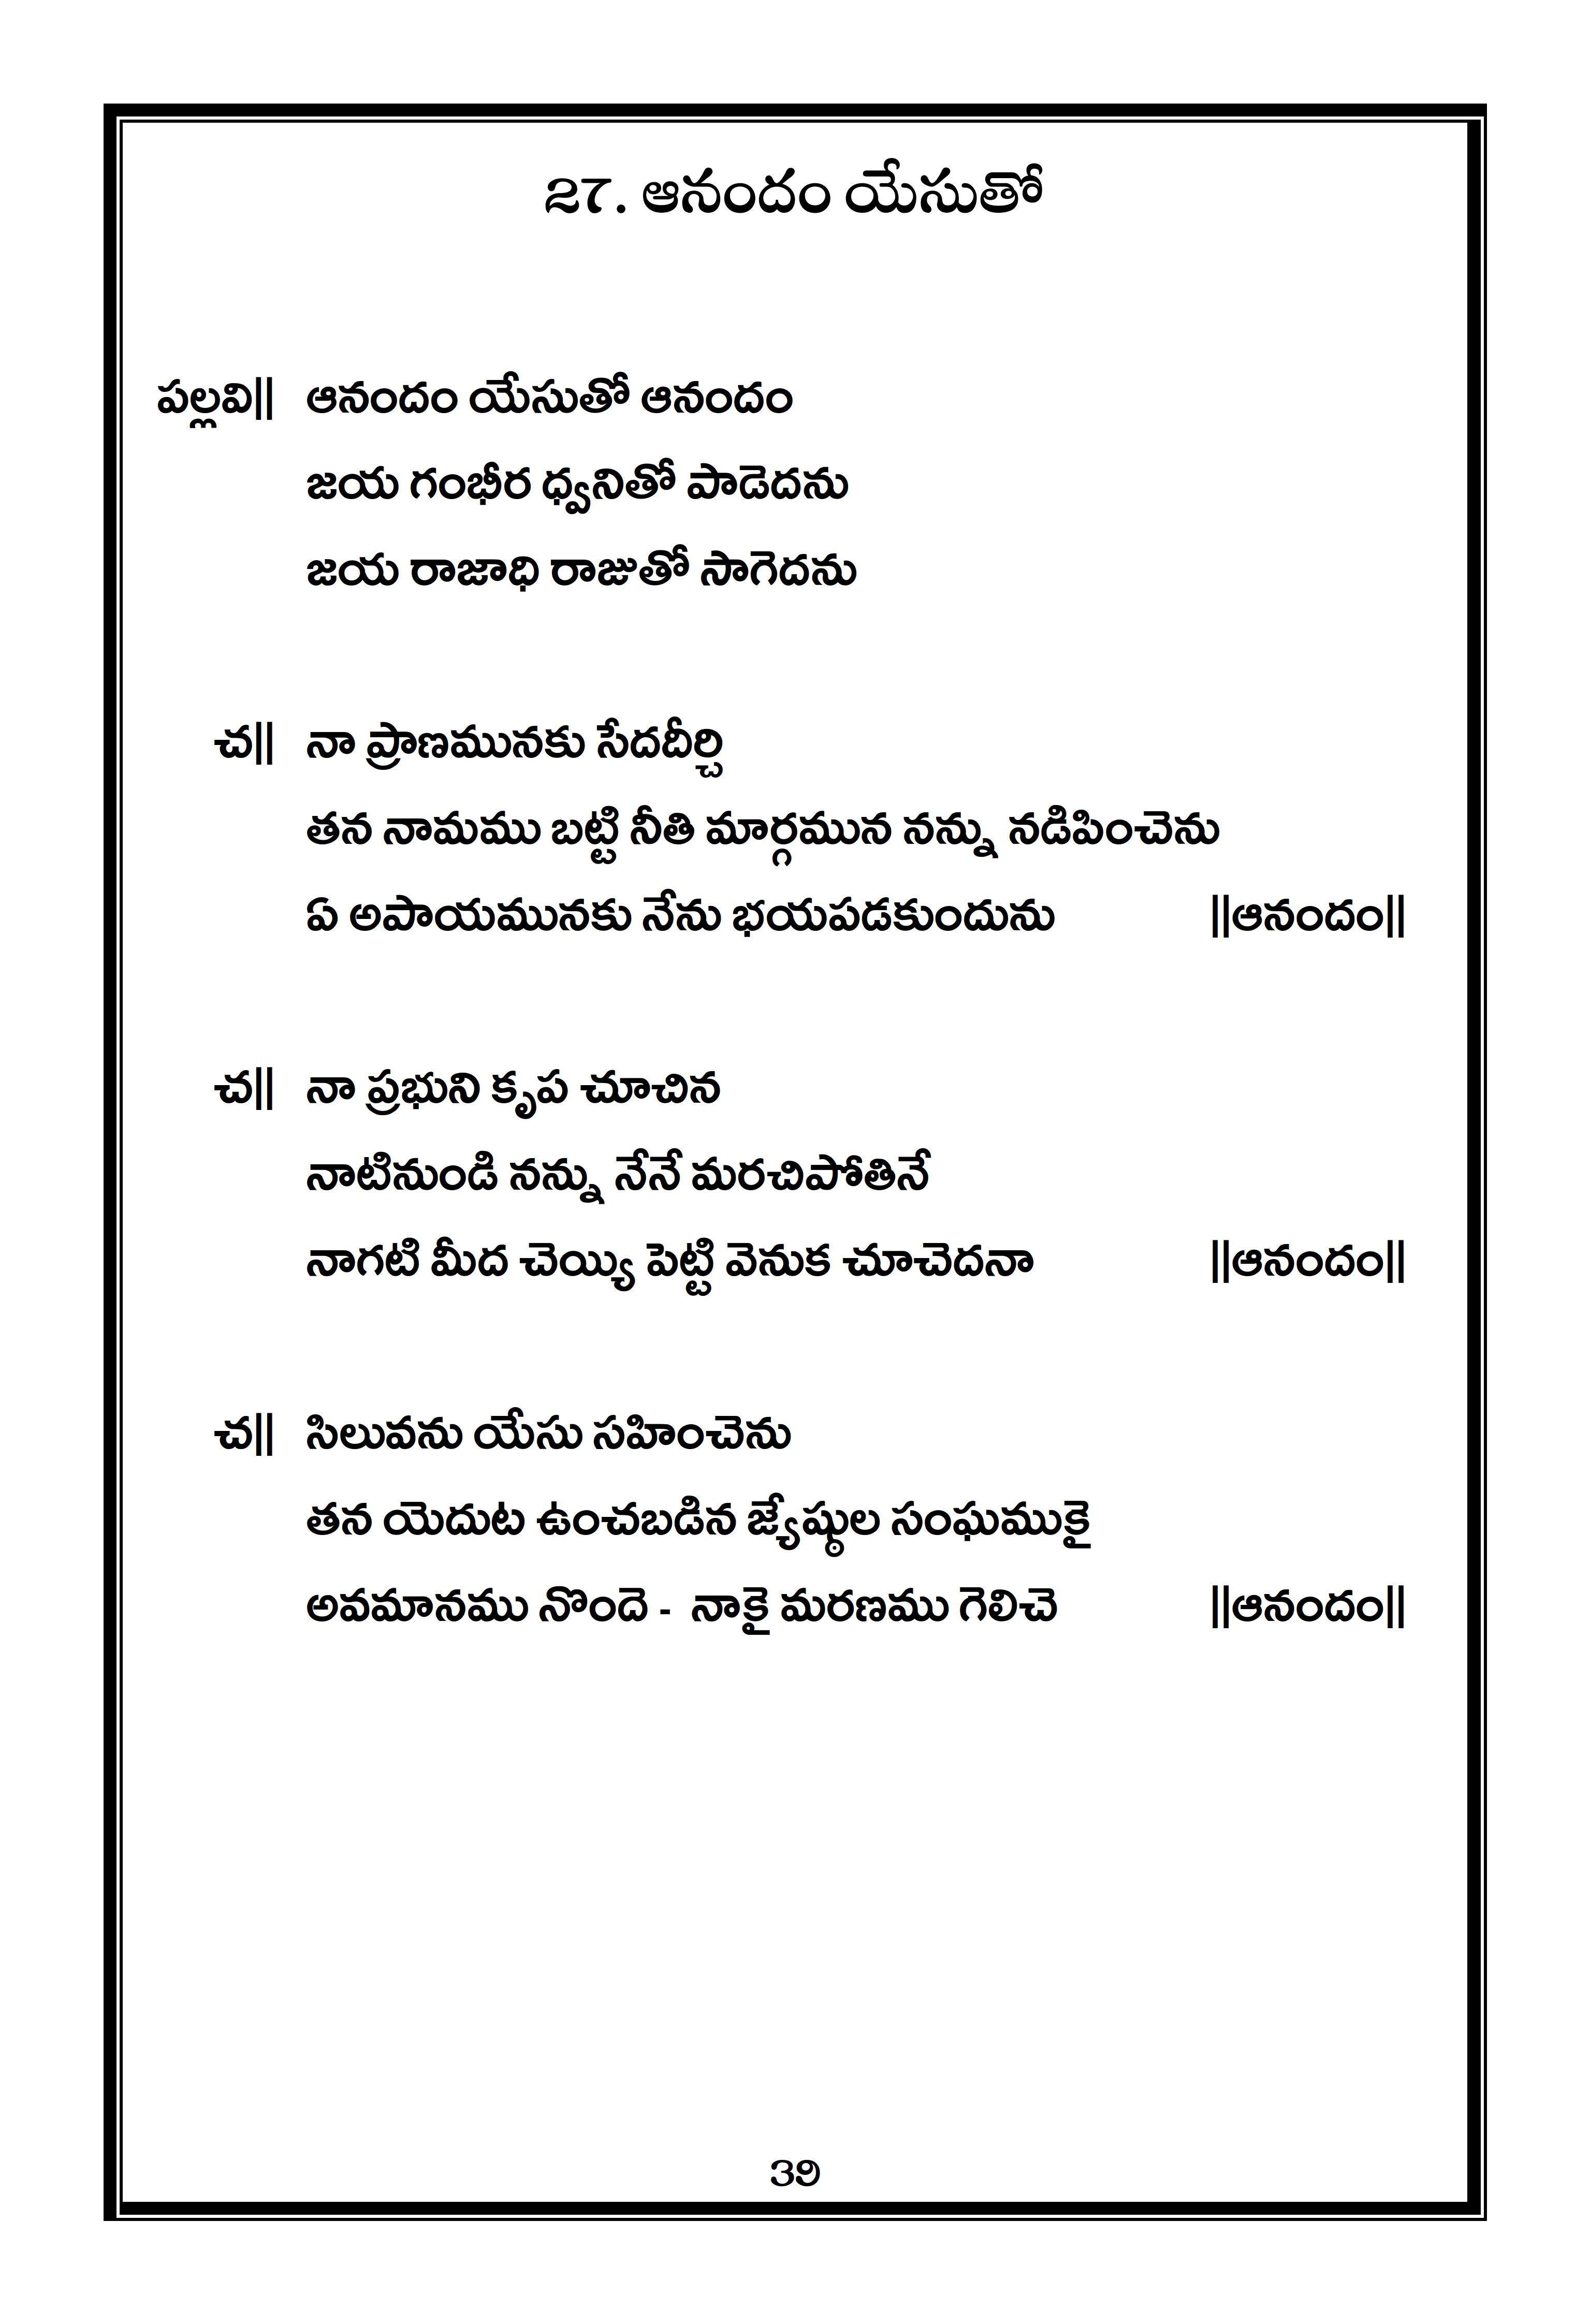 ౨౭. ఆనందం యేసుతో
పల్లవి|| ఆనందం యేసుతో ఆనందం
జయ గంభీర ధ్వనితో పాడెదను
జయ రాజాధి రాజుతో సాగెదను
చ|| నా ప్రాణమునకు సేదదీర్చి
తన నామము బట్టి నీతి మార్గమున నన్ను నడిపించెను
ఏ అపాయమునకు నేను భయపడకుందును ||ఆనందం||
చ|| నా ప్రభుని కృప చూచిన
నాటినుండి నన్ను నేనే మరచిపోతినే
నాగటి మీద చెయ్యి పెట్టి వెనుక చూచెదనా ||ఆనందం||
చ|| సిలువను యేసు సహించెను
తన యెదుట ఉంచబడిన జ్యేష్ఠుల సంఘముకై
అవమానము నొందె - నాకై మరణము గెలిచె ||ఆనందం||
౩౧